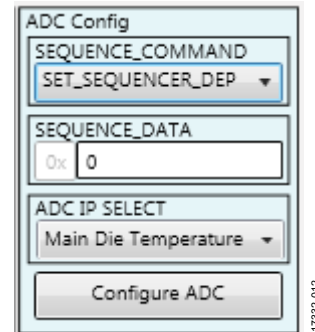 ADC Config
SEQUENCE_COMMAND
SET_SEQUENCER_DEP
SEQUENCE_DATA
0x 0
ADC IP SELECT
Main Die Temperature
Configure ADC